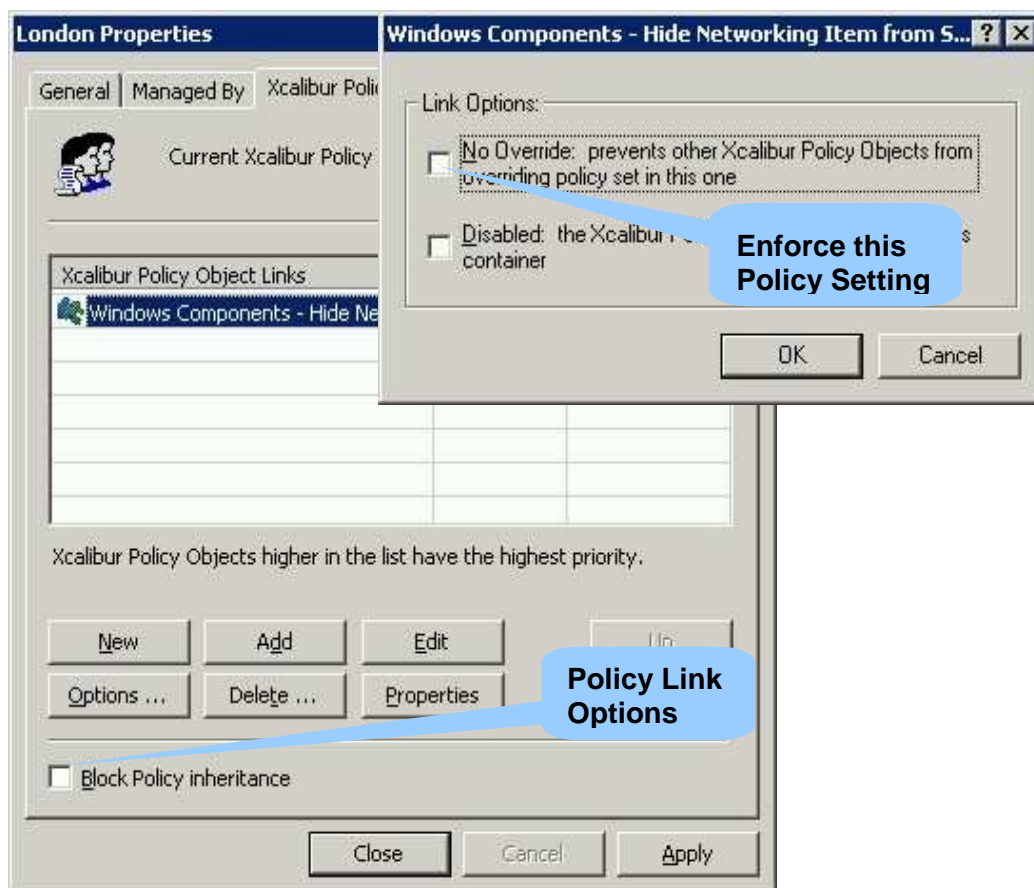 London Properties
General Managed By Xcalibur
Current Xcalibur Policy
Xcalibur Policy Object Links
Windows Components - Hide
Windows Components - Hide Networking Item from S...
Link Options:
No Override: prevents other Xcalibur Policy Objects from
overriding policy set in this one
Disabled: the
container
Enforce this
Policy Setting
OK Cancel
Xcalibur Policy Objects higher in the list have the highest priority.
New Add Edit Up
Options ... Delete ... Properties
Policy Link
Options
Block Policy inheritance
Close Cancel Apply